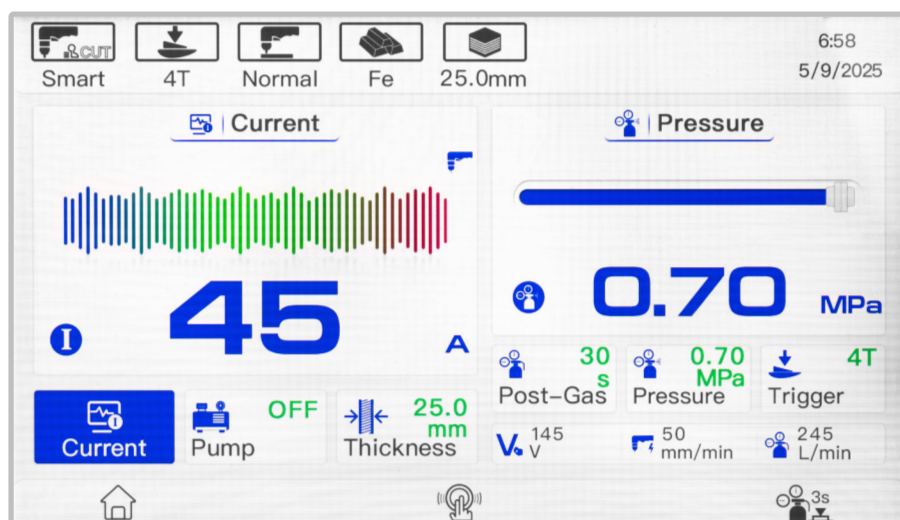 CUT
Smart
4T
Normal
Fe
25.0mm
6:58
5/9/2025
Current
45
I
A
Pressure
0.70
MPa
Current
OFF
Pump
25.0
mm
Thickness
30
s
Post-Gas
0.70
MPa
Pressure
4T
Trigger
V
145
V
50
mm/min
245
L/min
3s